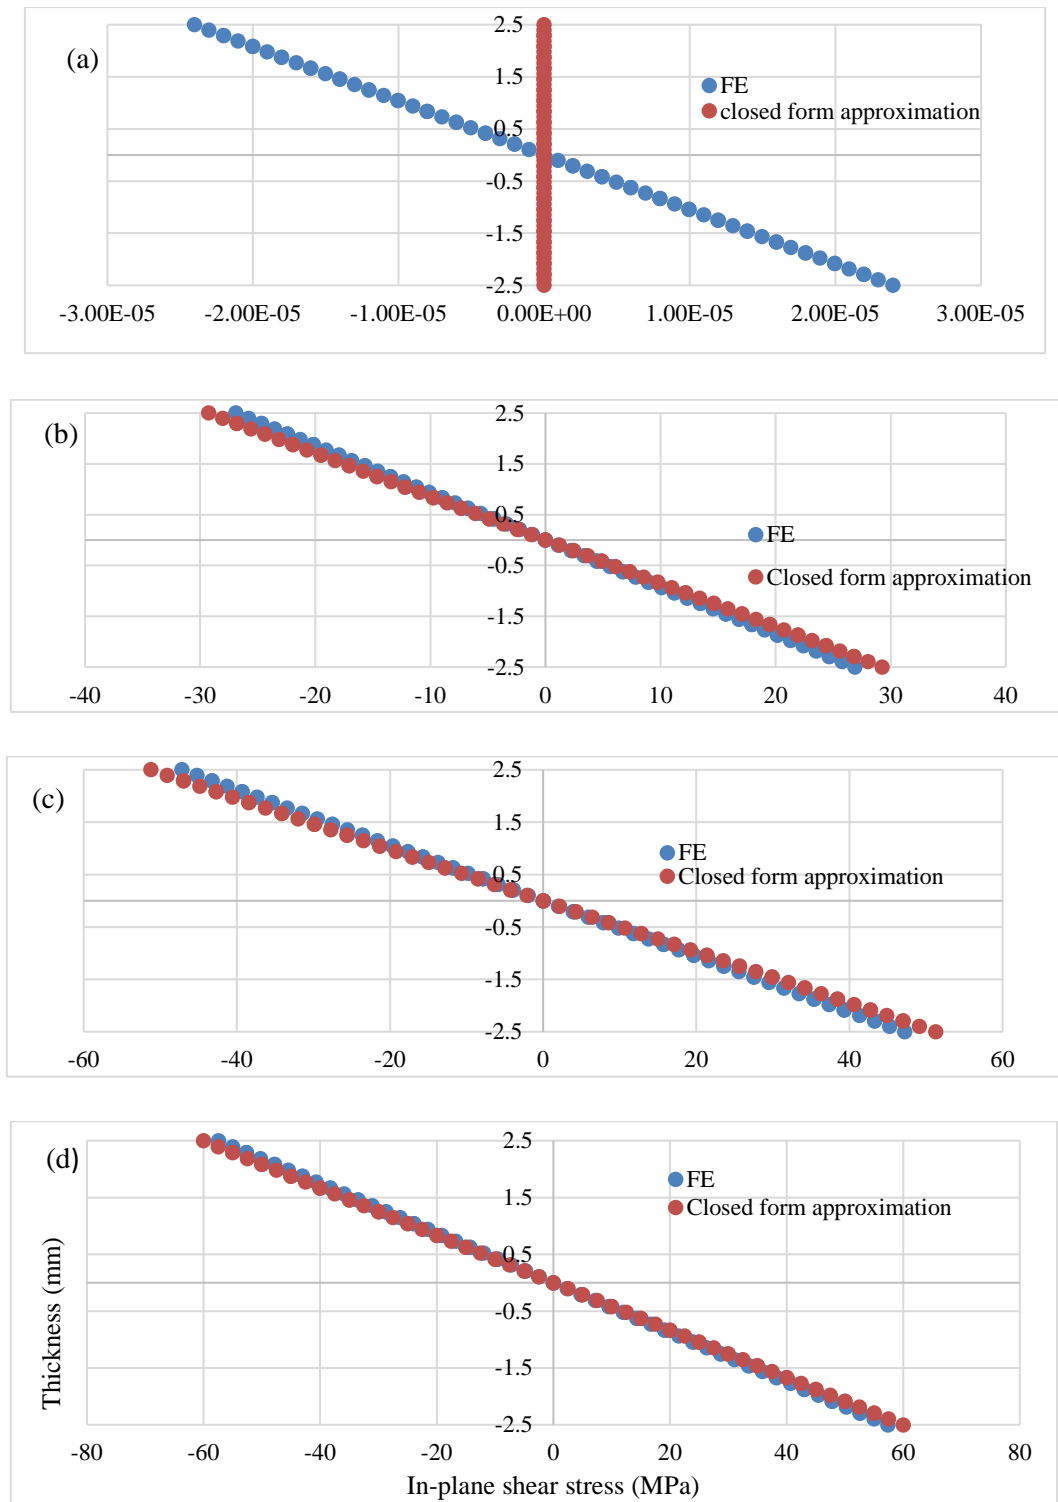 (a)
2.5
1.5
0.5
-0.5
-1.5
-2.5
FE
closed form approximation
-3.00E-05 -2.00E-05 -1.00E-05 0.00E+00 1.00E-05 2.00E-05 3.00E-05
(b)
2.5
1.5
0.5
-0.5
-1.5
-2.5
FE
Closed form approximation
-40 -30 -20 -10 0 10 20 30 40
(c)
2.5
1.5
0.5
-0.5
-1.5
-2.5
FE
Closed form approximation
-60 -40 -20 0 20 40 60
(d)
2.5
1.5
0.5
-0.5
-1.5
-2.5
FE
Closed form approximation
Thickness (mm)
-80 -60 -40 -20 0 20 40 60 80
In-plane shear stress (MPa)